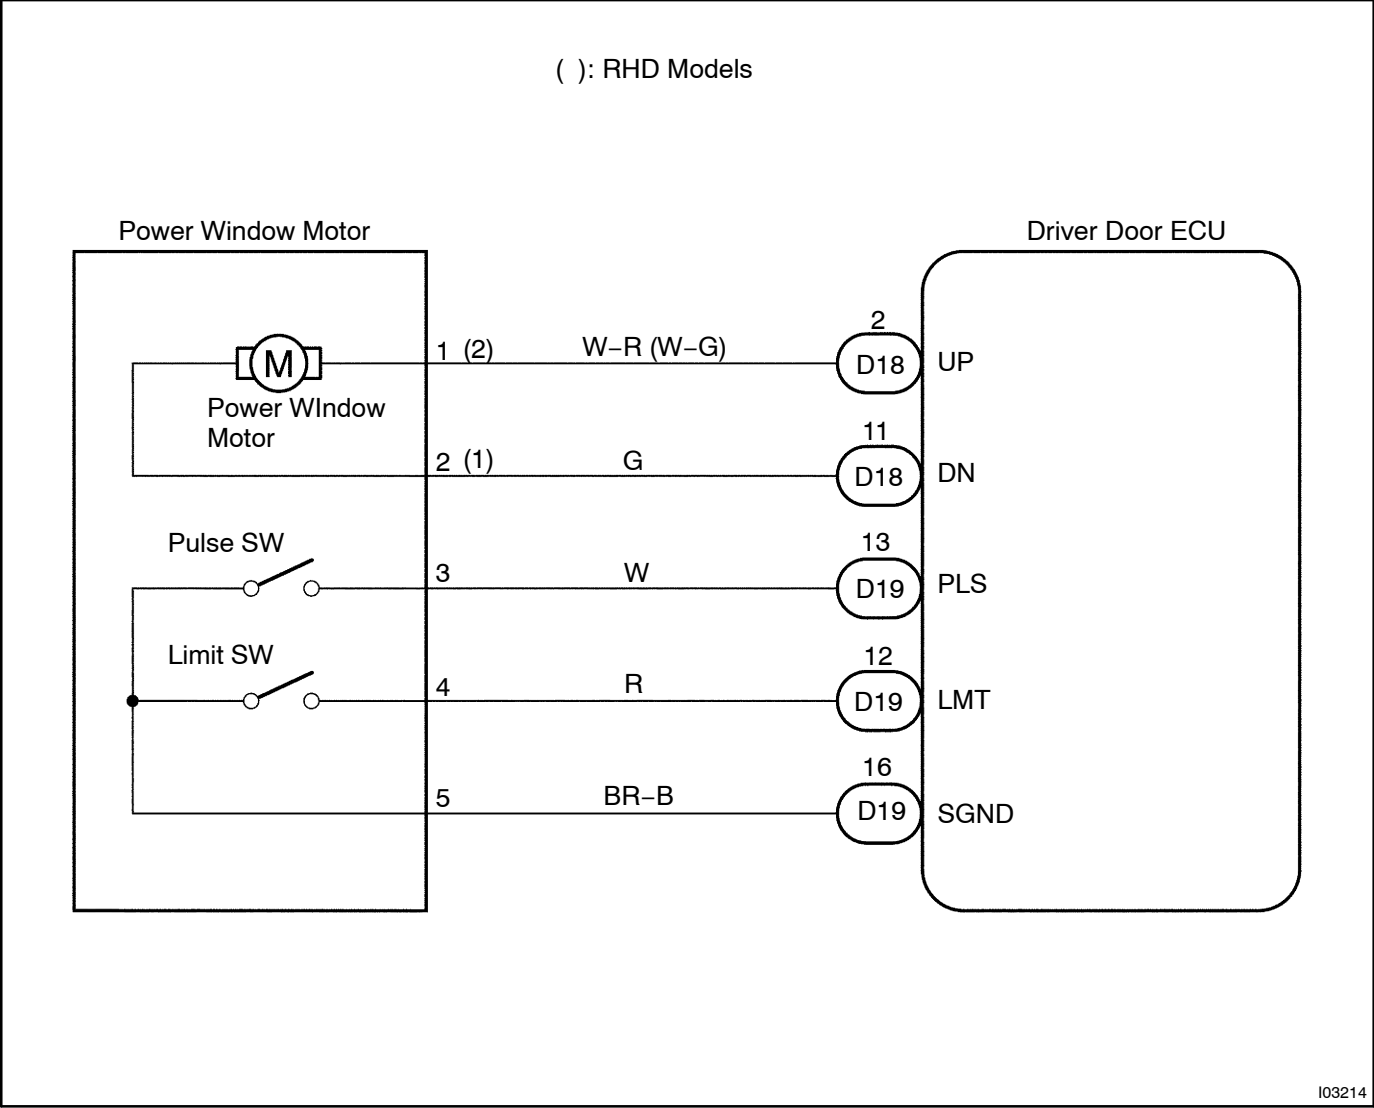 ( ): RHD Models
Power Window Motor
Driver Door ECU
M
Power WIndow
Motor
1 (2)
W–R (W–G)
2
D18
UP
2 (1)
G
11
D18
DN
Pulse SW
3
W
13
D19
PLS
Limit SW
4
R
12
D19
LMT
5
BR–B
16
D19
SGND
I03214